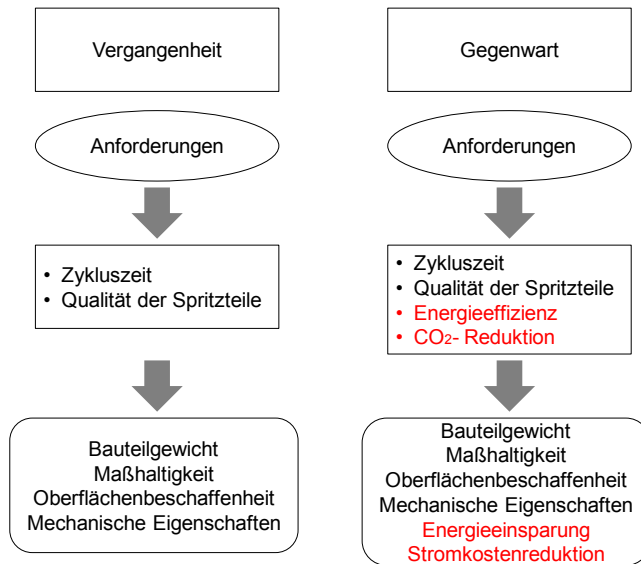 Vergangenheit
Anforderungen
• Zykluszeit
• Qualität der Spritzteile
Bauteilgewicht
Maßhaltigkeit
Oberflächenbeschaffenheit
Mechanische Eigenschaften
Gegenwart
Anforderungen
• Zykluszeit
• Qualität der Spritzteile
• Energieeffizienz
• CO₂- Reduktion
Bauteilgewicht
Maßhaltigkeit
Oberflächenbeschaffenheit
Mechanische Eigenschaften
Energieeinsparung
Stromkostenreduktion